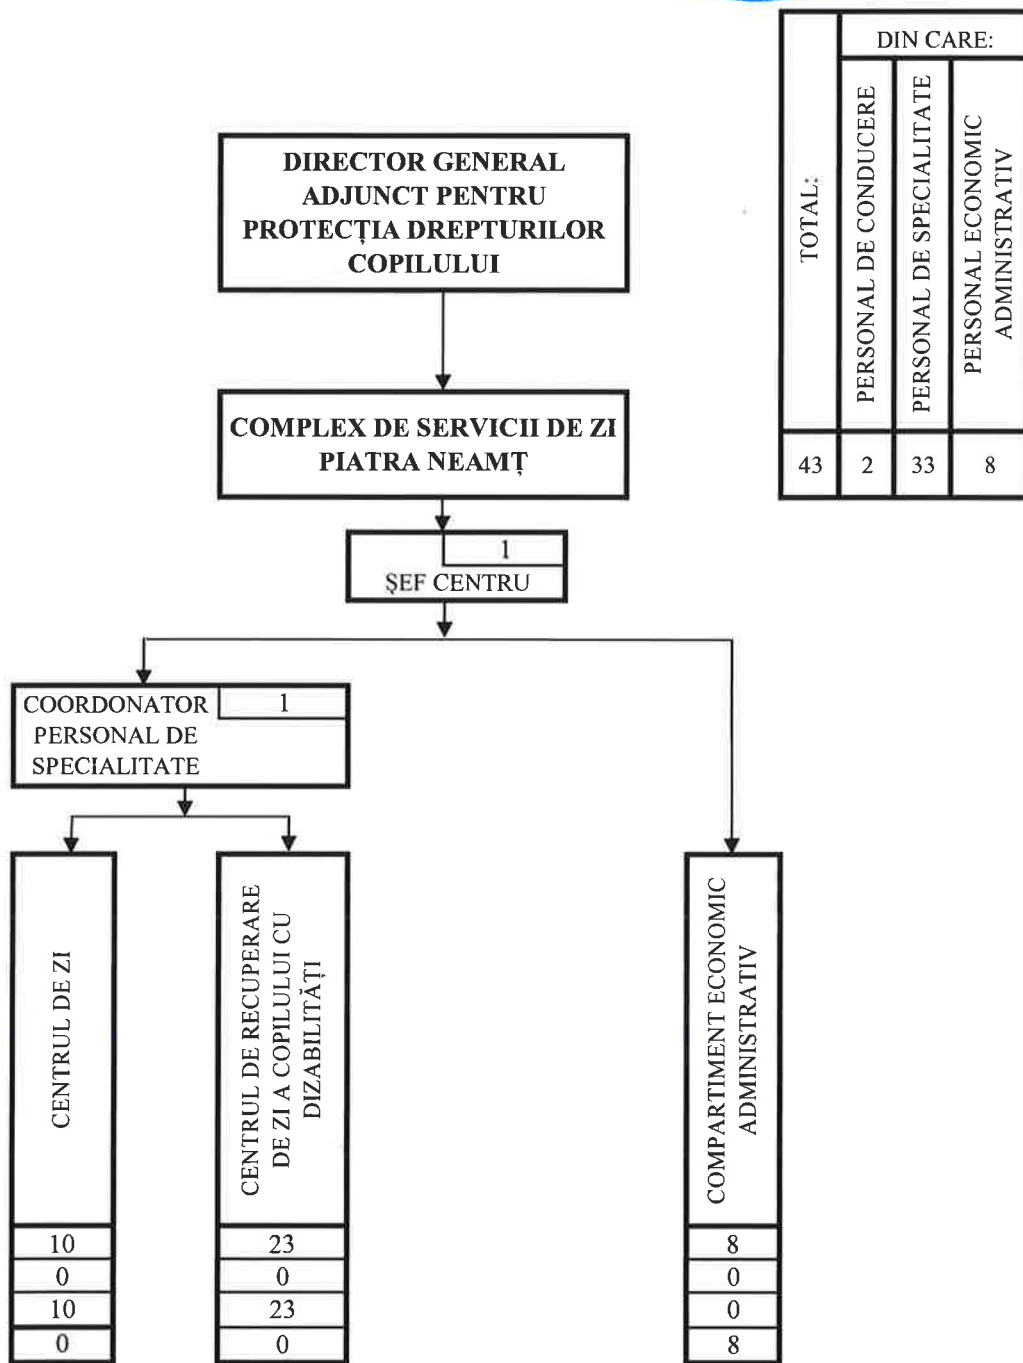 DIN CARE:
TOTAL:
PERSONAL DE CONDUCERE
PERSONAL DE SPECIALITATE
PERSONAL ECONOMIC
ADMINISTRATIV
43 2 33 8
DIRECTOR GENERAL
ADJUNCT PENTRU
PROTECȚIA DREPTURILOR
COPILULUI
COMPLEX DE SERVICII DE ZI
PIATRA NEAMȚ
1
ȘEF CENTRU
COORDONATOR 1
PERSONAL DE
SPECIALITATE
CENTRUL DE ZI
CENTRUL DE RECUPERARE
DE ZI A COPILULUI CU
DIZABILITĂȚI
COMPARTIMENT ECONOMIC
ADMINISTRATIV
10 23 8
0 0 0
10 23 0
0 0 8